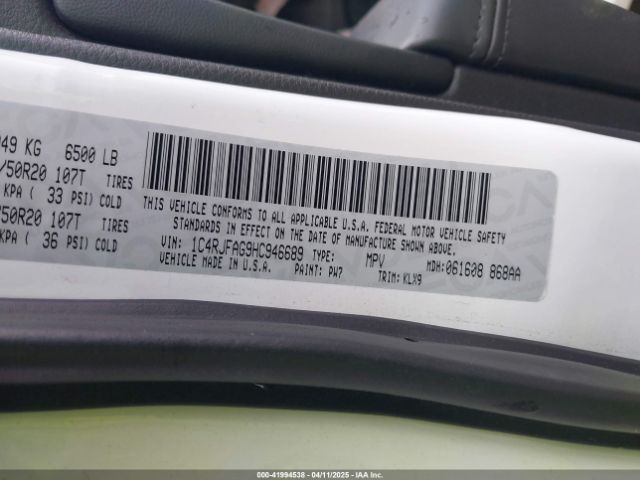 949 KG 6500 LB
/50R20 107T TIRES
KPA ( 33 PSI) COLD
/50R20 107T TIRES
KPA ( 36 PSI) COLD
THIS VEHICLE CONFORMS TO ALL APPLICABLE U.S.A. FEDERAL MOTOR VEHICLE SAFETY
STANDARDS IN EFFECT ON THE DATE OF MANUFACTURE SHOWN ABOVE.
VIN: 1C4RJFAG9HC946689 TYPE: MPV MDH: 061608 868AA
MADE IN U.S.A. PAINT: PW7 TRIM: KLX9
000-41994538 - 04/11/2025 - IAA Inc.